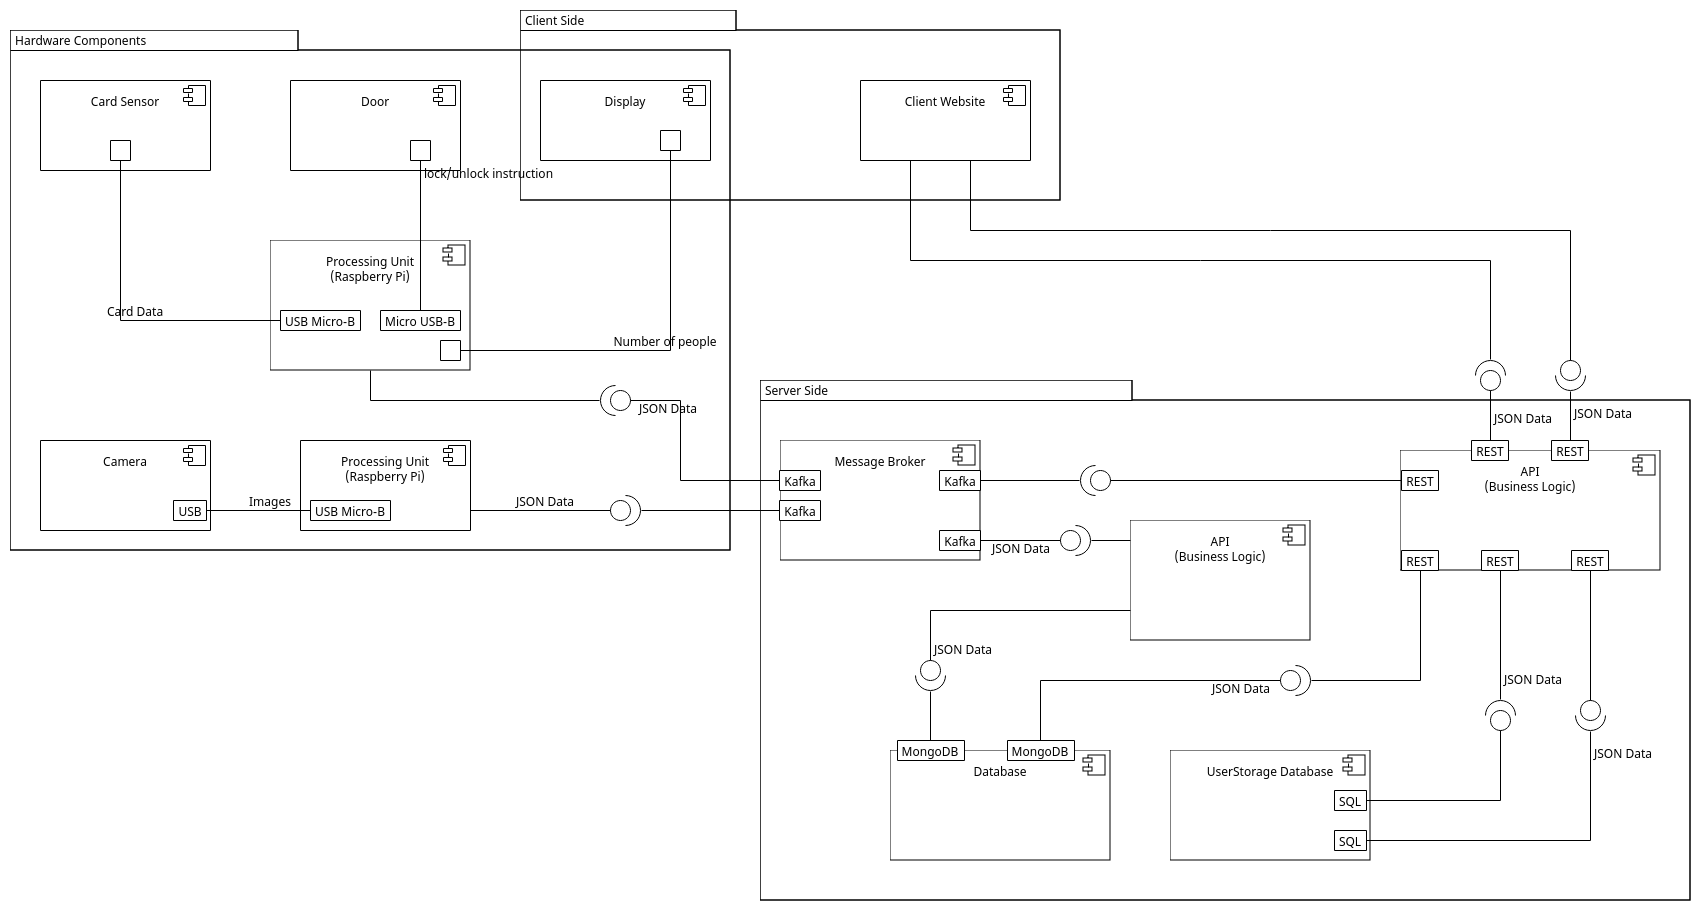 Client Side
Hardware Components
Card Sensor
Door
Display
Client Website
lock/unlock instruction
Processing Unit
(Raspberry Pi)
Card Data
USB Micro-B
Micro USB-B
Number of people
JSON Data
Server Side
JSON Data
JSON Data
Camera
Processing Unit
(Raspberry Pi)
Message Broker
REST
REST
API
(Business Logic)
Kafka
Kafka
REST
USB
Images
USB Micro-B
JSON Data
Kafka
Kafka
JSON Data
API
(Business Logic)
REST
REST
REST
JSON Data
JSON Data
JSON Data
MongoDB
MongoDB
JSON Data
Database
UserStorage Database
SQL
SQL